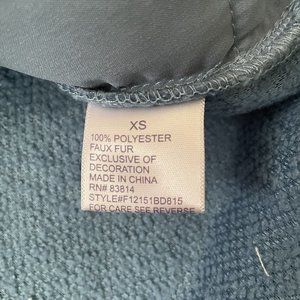 XS
100% POLYESTER
FAUX FUR
EXCLUSIVE OF
DECORATION
MADE IN CHINA
RN# 83814
STYLE#F12151BD815
FOR CARE SEE REVERSE